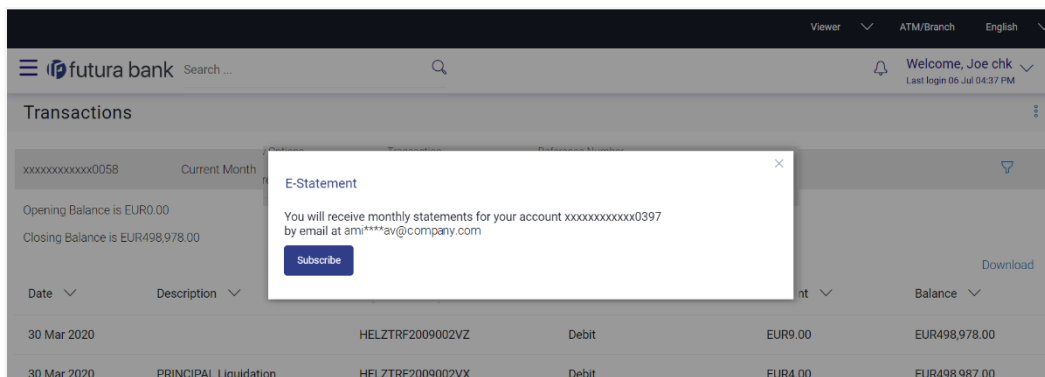 Viewer ATM/Branch English
futura bank Search ... Welcome, Joe chk
Last login 06 Jul 04:37 PM
Transactions
Transaction Reference Number
xxxxxxxxxxxx0058 Current Month
E-Statement
You will receive monthly statements for your account xxxxxxxxxxxx0397
by email at ami****av@company.com
Subscribe
Opening Balance is EUR0.00
Closing Balance is EUR498,978.00
Download
Date Description nt Balance
30 Mar 2020 HELZTRF2009002VZ Debit EUR9.00 EUR498,978.00
30 Mar 2020 PRINCIPAL Liquidation HELZTRF2009002VX Debit EUR4.00 EUR498,987.00